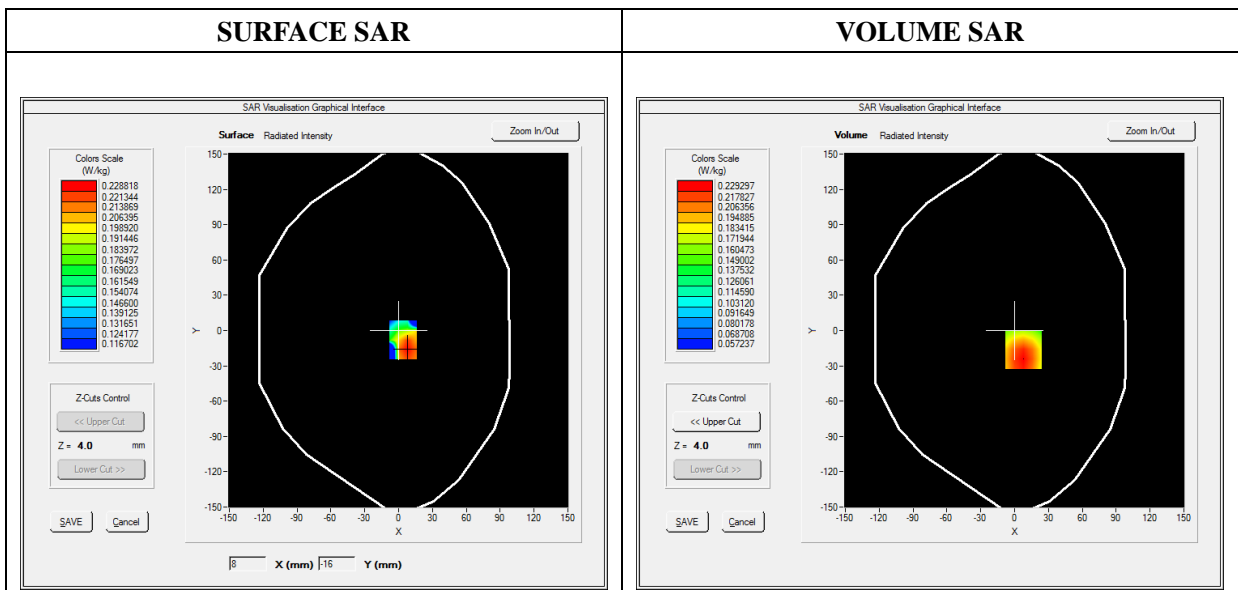 SURFACE SAR
VOLUME SAR
SAR Visualisation Graphical Interface
Surface Radiated Intensity
Zoom In/Out
Colors Scale
(W/kg)
0.228818
0.221344
0.213869
0.206395
0.198920
0.191446
0.183972
0.176497
0.169023
0.161549
0.154074
0.146600
0.139125
0.131651
0.124177
0.116702
150
120
90
60
30
0
-30
-60
-90
-120
-150
Y
-150 -120 -90 -60 -30 0 30 60 90 120 150
X
Z-Cuts Control
<< Upper Cut
Z = 4.0 mm
Lower Cut >>
SAVE Cancel
8 X (mm) -16 Y (mm)
SAR Visualisation Graphical Interface
Volume Radiated Intensity
Zoom In/Out
Colors Scale
(W/kg)
0.229297
0.217827
0.206356
0.194885
0.183415
0.171944
0.160473
0.149002
0.137532
0.126061
0.114590
0.103120
0.091649
0.080178
0.068708
0.057237
150
120
90
60
30
0
-30
-60
-90
-120
-150
Y
-150 -120 -90 -60 -30 0 30 60 90 120 150
X
Z-Cuts Control
<< Upper Cut
Z = 4.0 mm
Lower Cut >>
SAVE Cancel